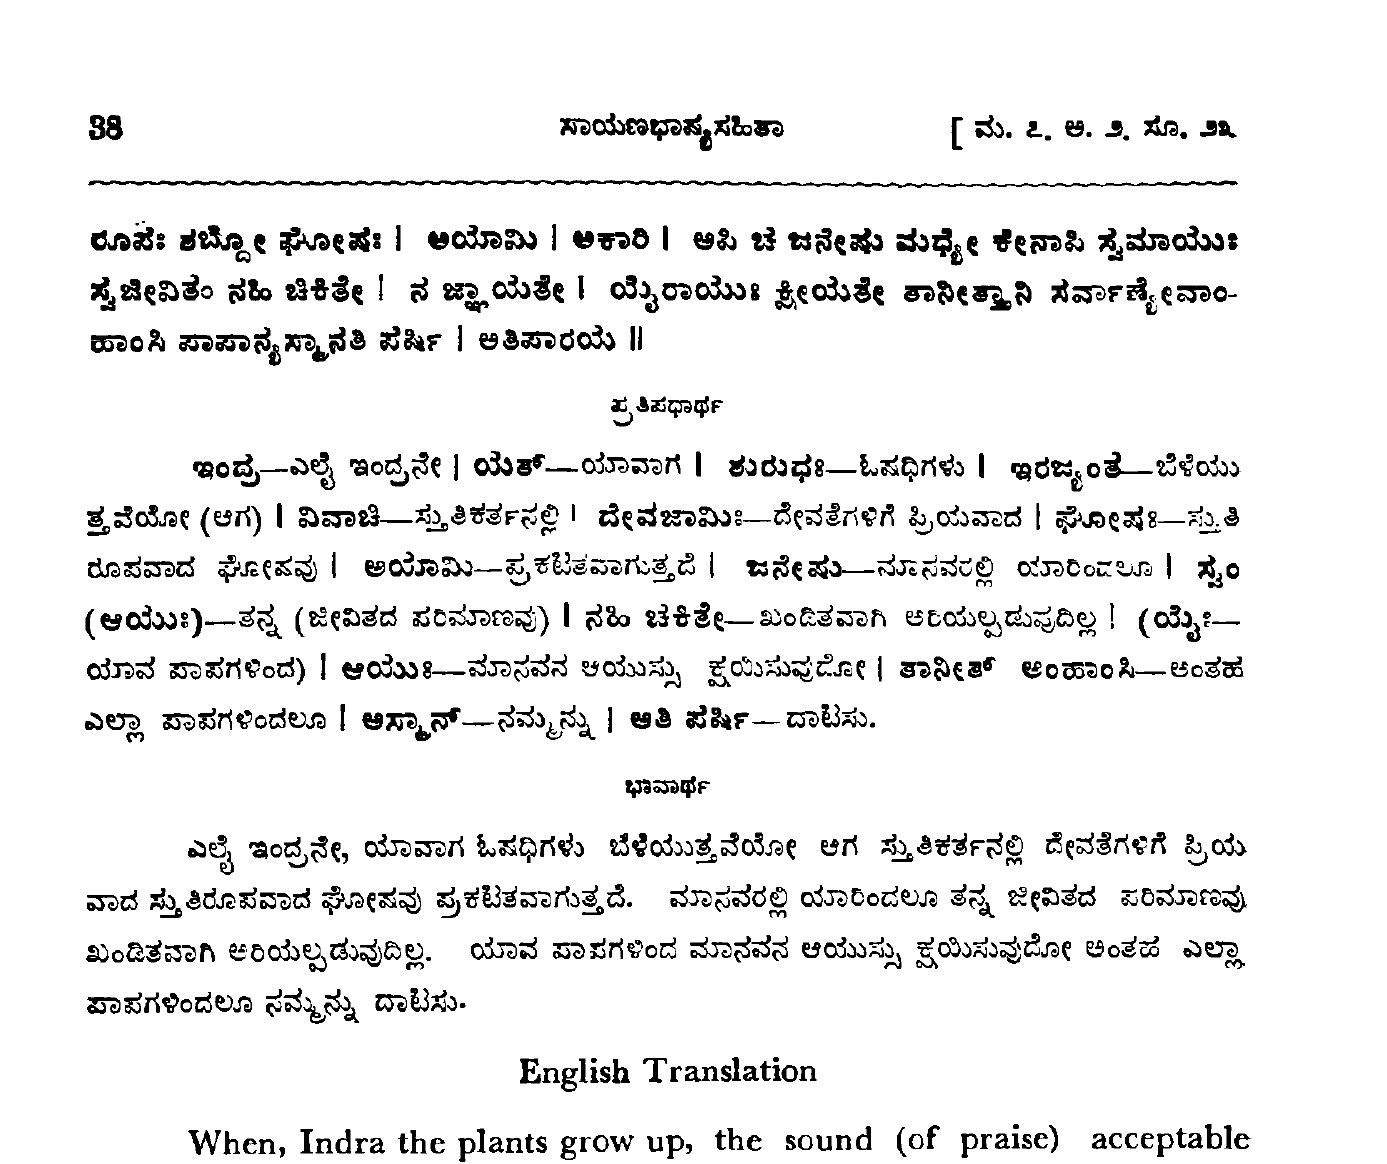 38 ಸಾಯಣಭಾಷ್ಯಸಹಿತಾ [ ಮ. ೭. ಅ. ೨. ಸೂ. ೨೩
ರೂಪಃ ಶಬ್ದೋ ಘೋಷಃ | ಅಯಾಮಿ | ಅಕಾರಿ | ಅಪಿ ಚ ಜನೇಷು ಮಧ್ಯೇ ಕೇನಾಪಿ ಸ್ವಮಾಯುಃ
ಸ್ವಜೀವಿತಂ ನಹಿ ಚಿಕಿತೇ | ನ ಜ್ಞಾಯತೇ | ಯೈರಾಯುಃ ಕ್ಷೀಯತೇ ತಾನೀತ್ತಾನಿ ಸರ್ವಾಣ್ಯೇವಾಂ-
ಹಾಂಸಿ ಪಾಪಾನ್ಯಸ್ಮಾನತಿ ಪರ್ಷಿ | ಅತಿಪಾರಯ ||
ಪ್ರತಿಪಧಾರ್ಥ
ಇಂದ್ರ—ಎಲೈ ಇಂದ್ರನೇ | ಯತ್—ಯಾವಾಗ | ಶುರುಧಃ—ಓಷಧಿಗಳು | ಇರಜ್ಯಂತ—ಬೆಳೆಯು
ತ್ತವೆಯೋ (ಆಗ) | ವಿವಾಚಿ—ಸ್ತುತಿಕರ್ತನಲ್ಲಿ | ದೇವಜಾಮಿಃ—ದೇವತೆಗಳಿಗೆ ಪ್ರಿಯವಾದ | ಘೋಷಃ—ಸ್ತುತಿ
ರೂಪವಾದ ಘೋಷವು | ಅಯಾಮಿ—ಪ್ರಕಟಿತವಾಗುತ್ತದೆ | ಜನೇಷು—ಮಾನವರಲ್ಲಿ ಯಾರಿಂದಲೂ | ಸ್ವಂ
(ಆಯುಃ)—ತನ್ನ (ಜೀವಿತದ ಪರಿಮಾಣವು) | ನಹಿ ಚಿಕಿತೇ—ಖಂಡಿತವಾಗಿ ಅರಿಯಲ್ಪಡುವುದಿಲ್ಲ | (ಯೈಃ—
ಯಾವ ಪಾಪಗಳಿಂದ) | ಆಯುಃ—ಮಾನವನ ಆಯುಸ್ಸು ಕ್ಷಯಿಸುವುದೋ | ತಾನೀತ್ ಅಂಹಾಂಸಿ—ಅಂತಹ
ಎಲ್ಲಾ ಪಾಪಗಳಿಂದಲೂ | ಅಸ್ಮಾನ್—ನಮ್ಮನ್ನು | ಅತಿ ಪರ್ಷಿ—ದಾಟಿಸು.
ಭಾವಾರ್ಥ
ಎಲೈ ಇಂದ್ರನೇ, ಯಾವಾಗ ಓಷಧಿಗಳು ಬೆಳೆಯುತ್ತವೆಯೋ ಆಗ ಸ್ತುತಿಕರ್ತನಲ್ಲಿ ದೇವತೆಗಳಿಗೆ ಪ್ರಿಯ
ವಾದ ಸ್ತುತಿರೂಪವಾದ ಘೋಷವು ಪ್ರಕಟಿತವಾಗುತ್ತದೆ. ಮಾನವರಲ್ಲಿ ಯಾರಿಂದಲೂ ತನ್ನ ಜೀವಿತದ ಪರಿಮಾಣವು
ಖಂಡಿತವಾಗಿ ಅರಿಯಲ್ಪಡುವುದಿಲ್ಲ. ಯಾವ ಪಾಪಗಳಿಂದ ಮಾನವನ ಆಯುಸ್ಸು ಕ್ಷಯಿಸುವುದೋ ಅಂತಹ ಎಲ್ಲಾ
ಪಾಪಗಳಿಂದಲೂ ನಮ್ಮನ್ನು ದಾಟಿಸು.
English Translation
When, Indra the plants grow up, the sound (of praise) acceptable